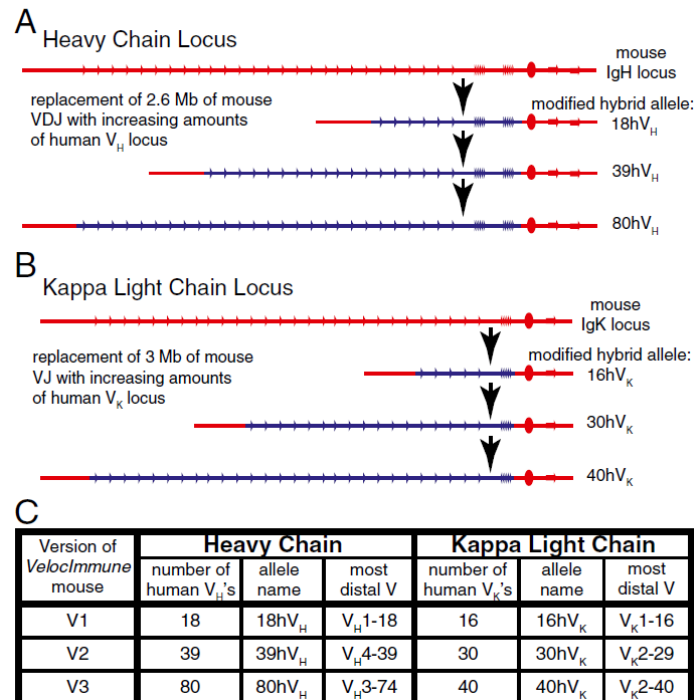 A
Heavy Chain Locus
mouse
IgH locus
replacement of 2.6 Mb of mouse
VDJ with increasing amounts
of human V_H locus
modified hybrid allele:
18hV_H
39hV_H
80hV_H
B
Kappa Light Chain Locus
mouse
IgK locus
replacement of 3 Mb of mouse
VJ with increasing amounts
of human V_K locus
modified hybrid allele:
16hV_K
30hV_K
40hV_K
C
Version of VelocImmune mouse | Heavy Chain | Kappa Light Chain
number of human V_H's | allele name | most distal V | number of human V_K's | allele name | most distal V
V1 | 18 | 18hV_H | V_H1-18 | 16 | 16hV_K | V_K1-16
V2 | 39 | 39hV_H | V_H4-39 | 30 | 30hV_K | V_K2-29
V3 | 80 | 80hV_H | V_H3-74 | 40 | 40hV_K | V_K2-40